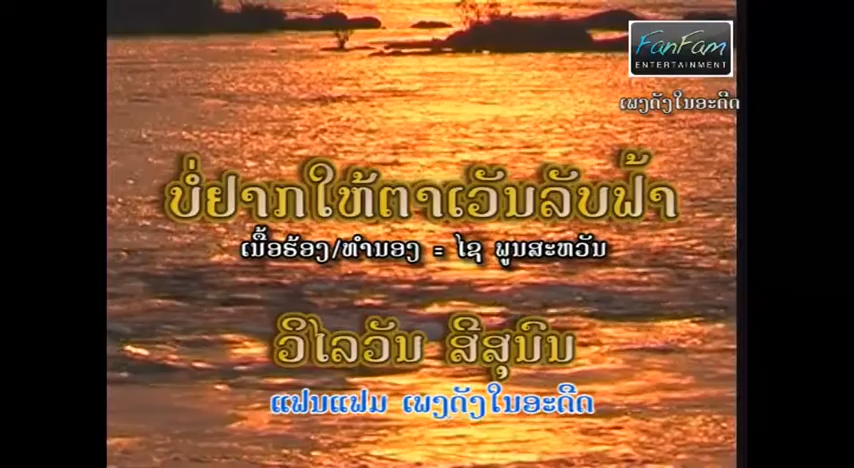 FanFam
ENTERTAINMENT
ເພງດັງໃນອະດີດ
ບໍ່ຢາກໃຫ້ຕາເວັນລັບຟ້າ
ເນື້ອຮ້ອງ/ທຳນອງ = ໄຊ ພູນສະຫວັນ
ວິໄລວັນ ສີສຸນົນ
ແຟນແຟມ ເພງດັງໃນອະດີດ